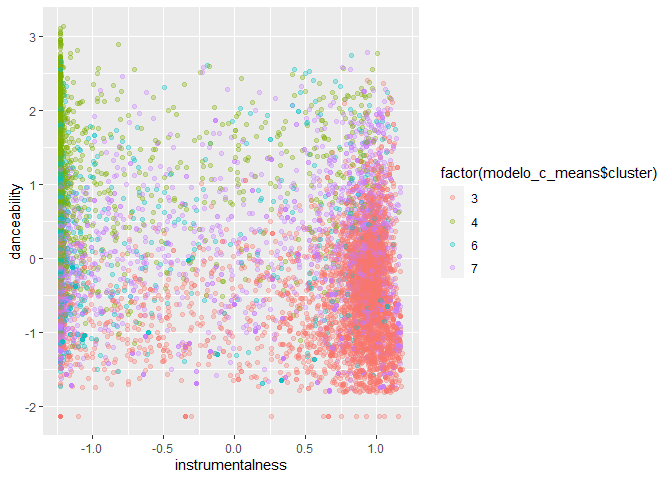 3
2
1
0
-1
-2
danceability
-1.0 -0.5 0.0 0.5 1.0
instrumentalness
factor(modelo_c_means$cluster)
3
4
6
7